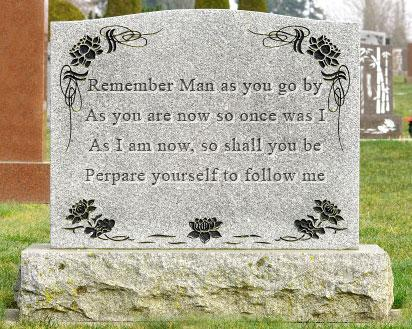 Remember Man as you go by
As you are now so once was I
As I am now, so shall you be
Perpare yourself to follow me